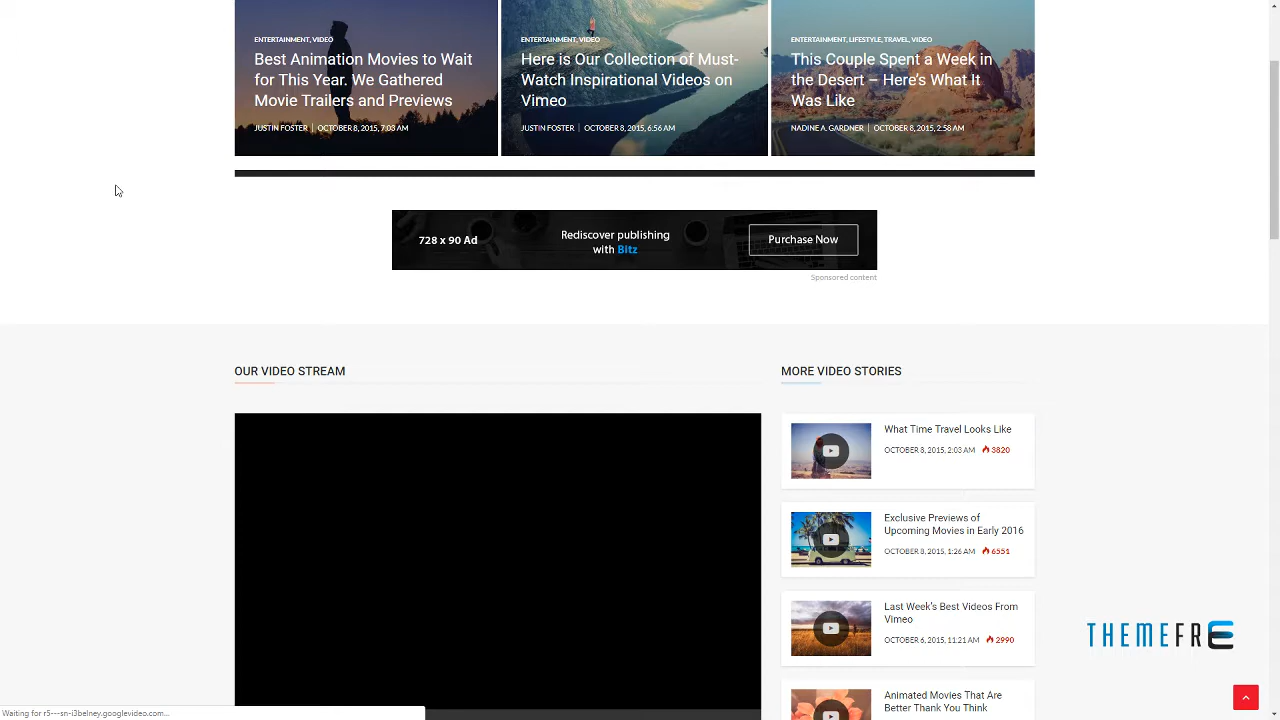 ENTERTAINMENT, VIDEO
Best Animation Movies to Wait
for This Year. We Gathered
Movie Trailers and Previews
JUSTIN FOSTER | OCTOBER 8, 2015, 7:03 AM
ENTERTAINMENT, VIDEO
Here is Our Collection of Must-
Watch Inspirational Videos on
Vimeo
JUSTIN FOSTER | OCTOBER 8, 2015, 6:56 AM
ENTERTAINMENT, LIFESTYLE, TRAVEL, VIDEO
This Couple Spent a Week in
the Desert – Here's What It
Was Like
NADINE A. GARDNER | OCTOBER 8, 2015, 2:58 AM
728 x 90 Ad
Rediscover publishing
with Bitz
Purchase Now
Sponsored content
OUR VIDEO STREAM
MORE VIDEO STORIES
What Time Travel Looks Like
OCTOBER 8, 2015, 2:03 AM 3820
Exclusive Previews of
Upcoming Movies in Early 2016
OCTOBER 8, 2015, 1:26 AM 6551
Last Week's Best Videos From
Vimeo
OCTOBER 6, 2015, 11:21 AM 2990
Animated Movies That Are
Better Thank You Think
THEMEFRE
Waiting for r5---sn-i3belney.googlevideo.com...